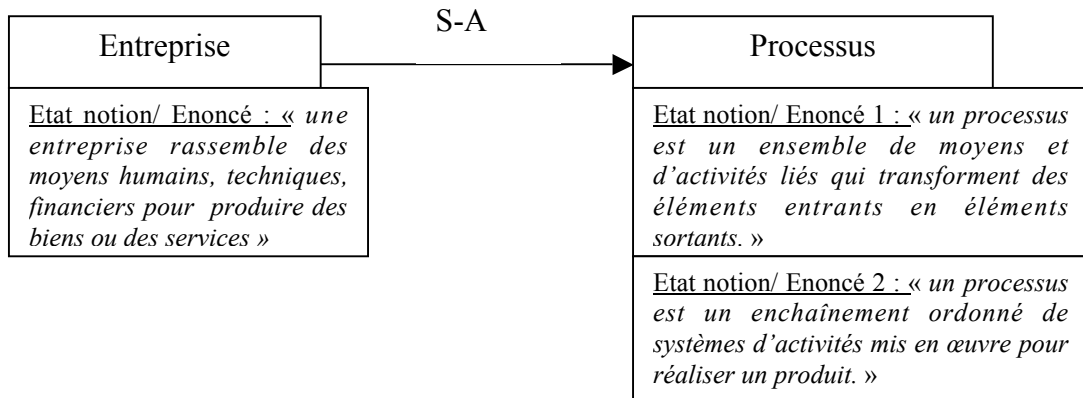 S-A
Entreprise
Processus
Etat notion/ Enoncé : « une
entreprise rassemble des
moyens humains, techniques,
financiers pour produire des
biens ou des services »
Etat notion/ Enoncé 1 : « un processus
est un ensemble de moyens et
d’activités liés qui transforment des
éléments entrants en éléments
sortants. »
Etat notion/ Enoncé 2 : « un processus
est un enchaînement ordonné de
systèmes d’activités mis en œuvre pour
réaliser un produit. »